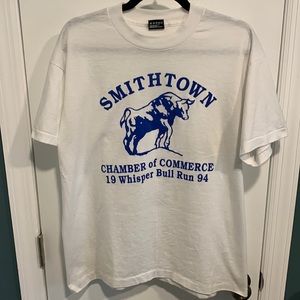 SMITHTOWN
CHAMBER of COMMERCE
19 Whisper Bull Run 94